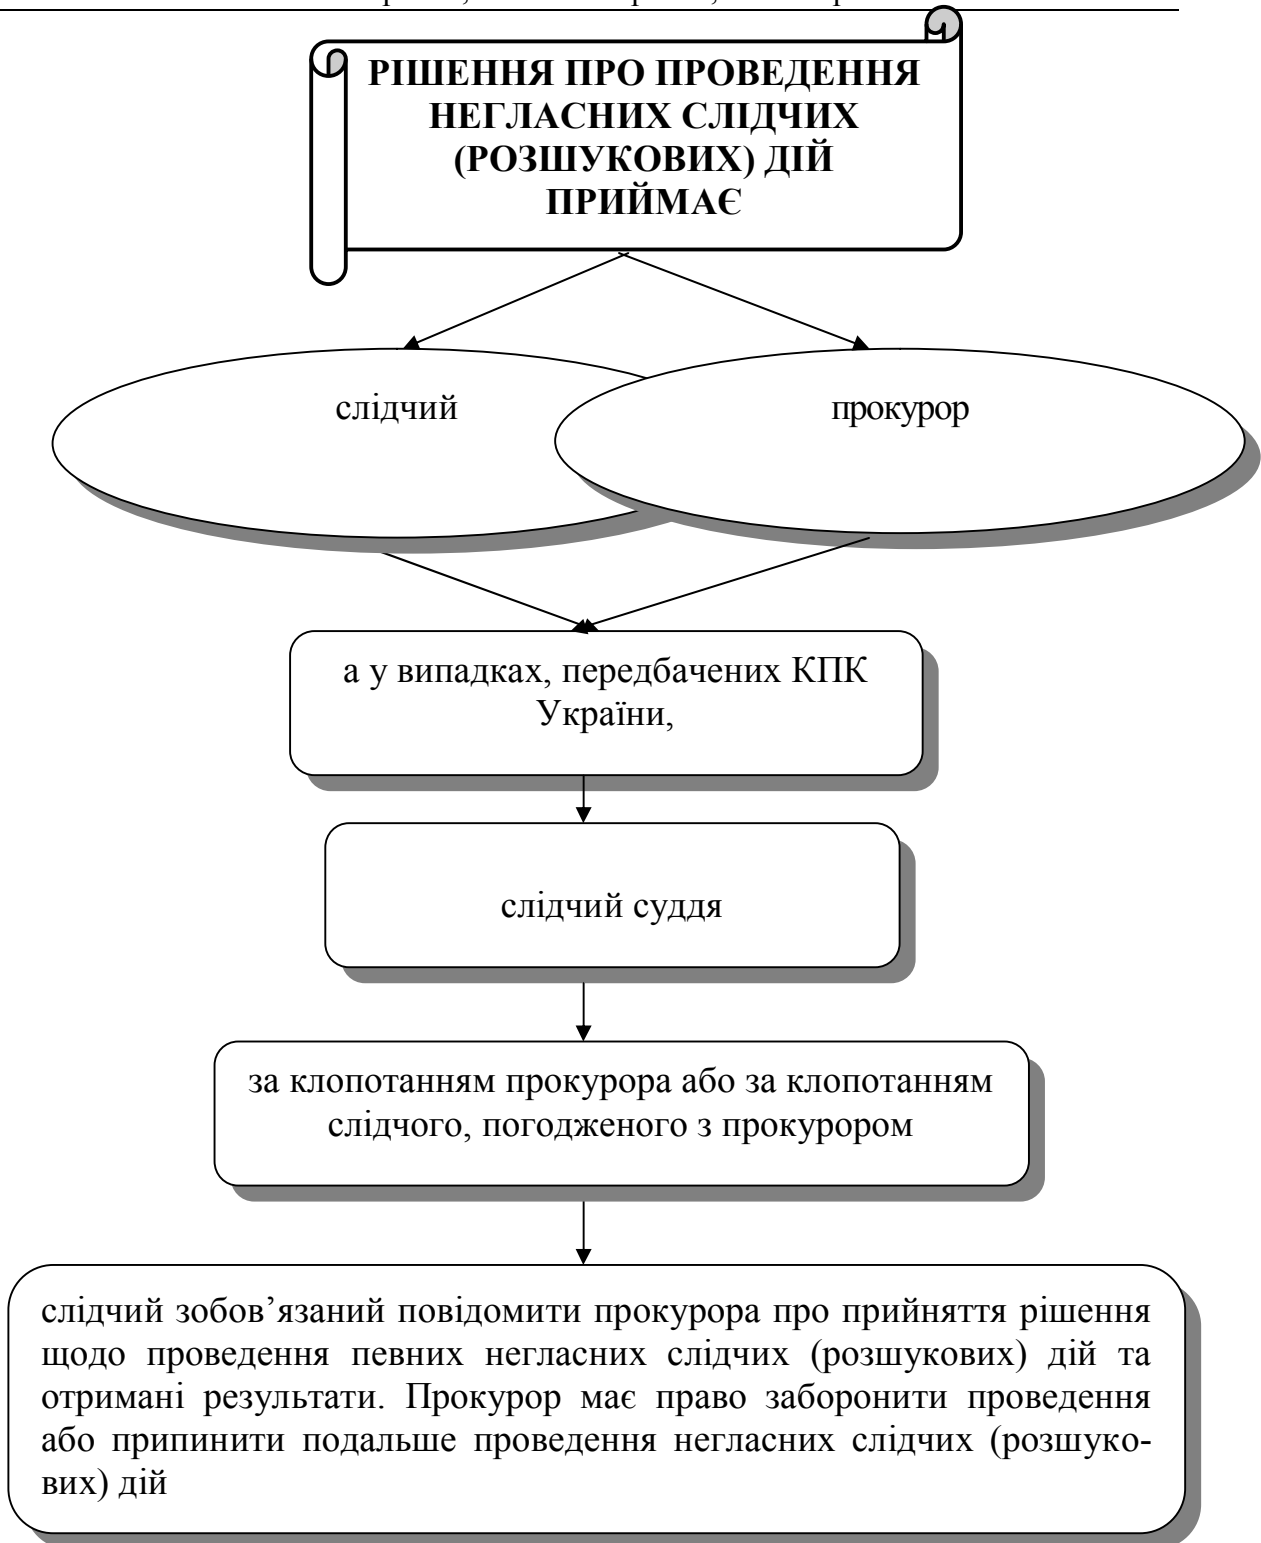 РІШЕННЯ ПРО ПРОВЕДЕННЯ
НЕГЛАСНИХ СЛІДЧИХ
(РОЗШУКОВИХ) ДІЙ
ПРИЙМАЄ
слідчий
прокурор
а у випадках, передбачених КПК
України,
слідчий суддя
за клопотанням прокурора або за клопотанням
слідчого, погодженого з прокурором
слідчий зобов’язаний повідомити прокурора про прийняття рішення
щодо проведення певних негласних слідчих (розшукових) дій та
отримані результати. Прокурор має право заборонити проведення
або припинити подальше проведення негласних слідчих (розшуко-
вих) дій